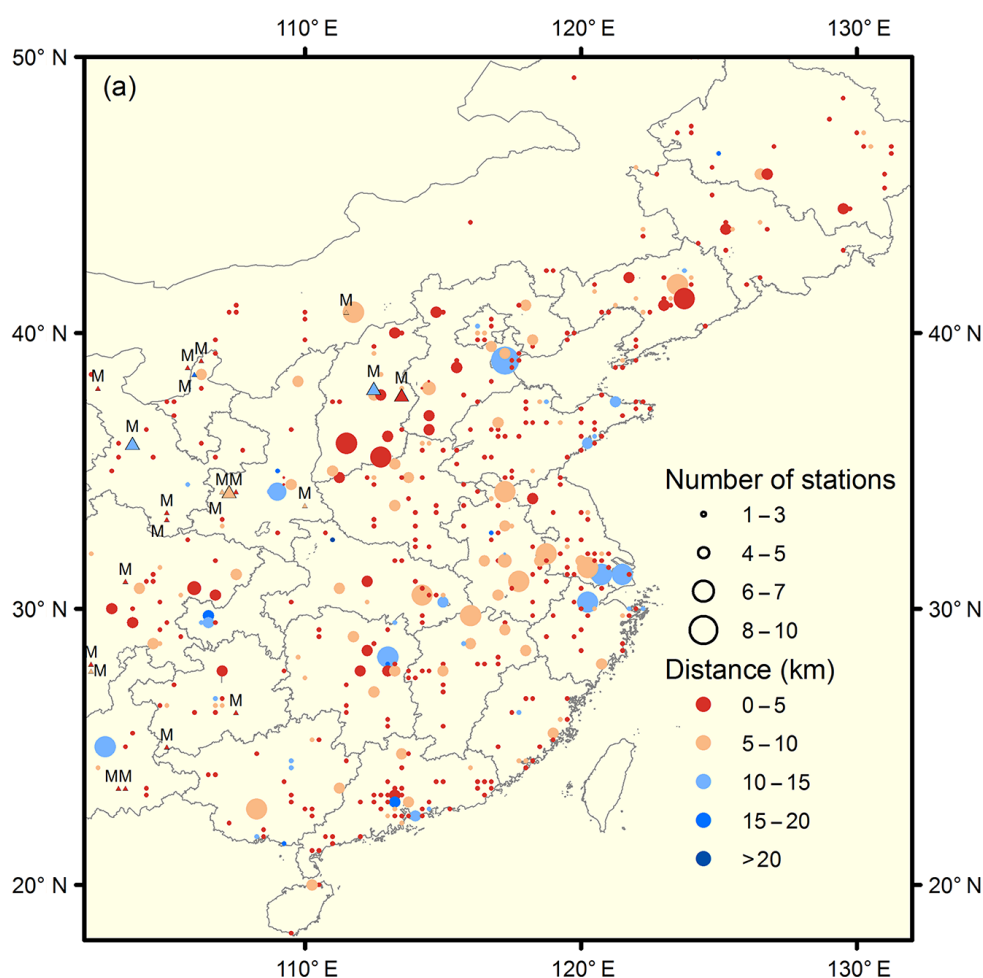 110° E 120° E 130° E
50° N
(a)
M
40° N 40° N
M M
M
M
M M
M
MM
M
M
M
M
Number of stations
1 – 3
4 – 5
6 – 7
8 – 10
M
30° N 30° N
M
M
Distance (km)
0 – 5
M
5 – 10
M
MM
10 – 15
15 – 20
>20
20° N 20° N
110° E 120° E 130° E